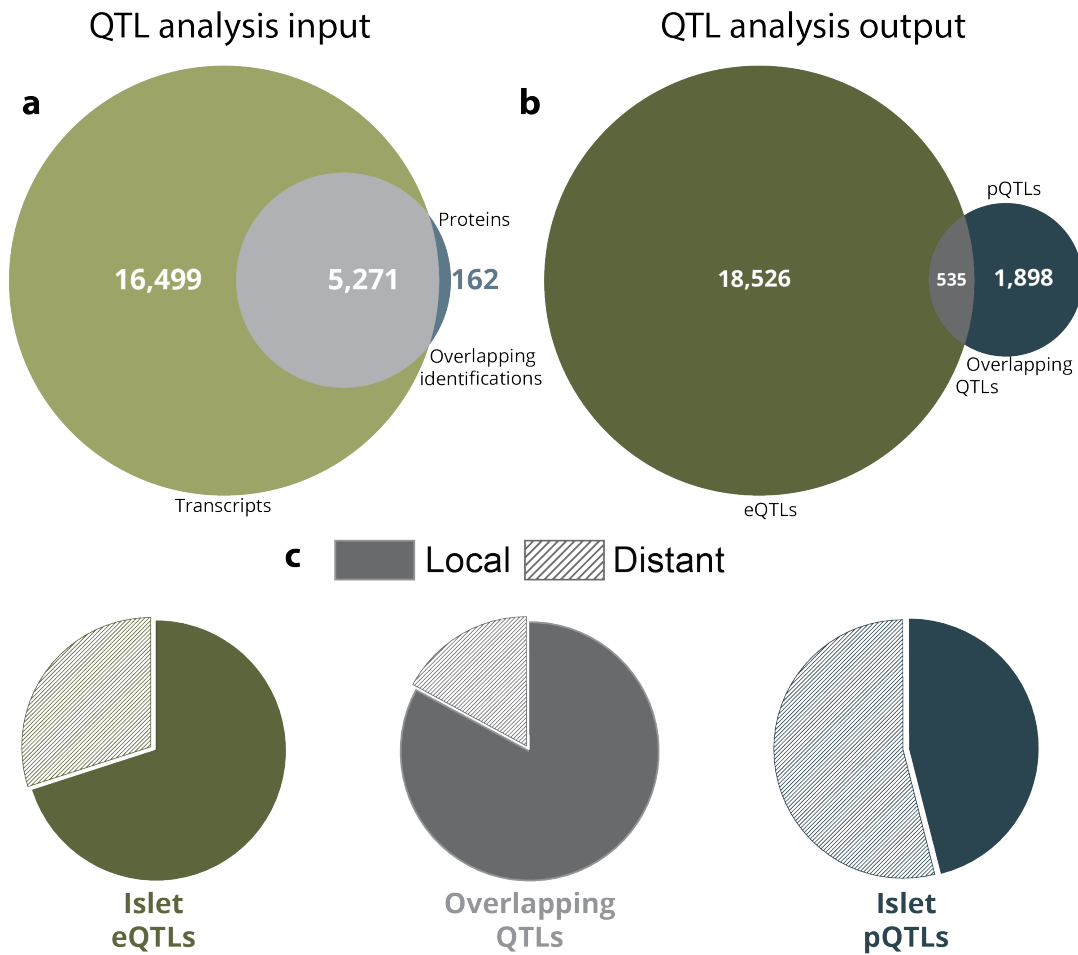 QTL analysis input
QTL analysis output
a
b
pQTLs
Proteins
16,499
5,271
162
18,526
535
1,898
Overlapping
identifications
Overlapping
QTLs
Transcripts
eQTLs
c
Local
Distant
Islet
eQTLs
Overlapping
QTLs
Islet
pQTLs